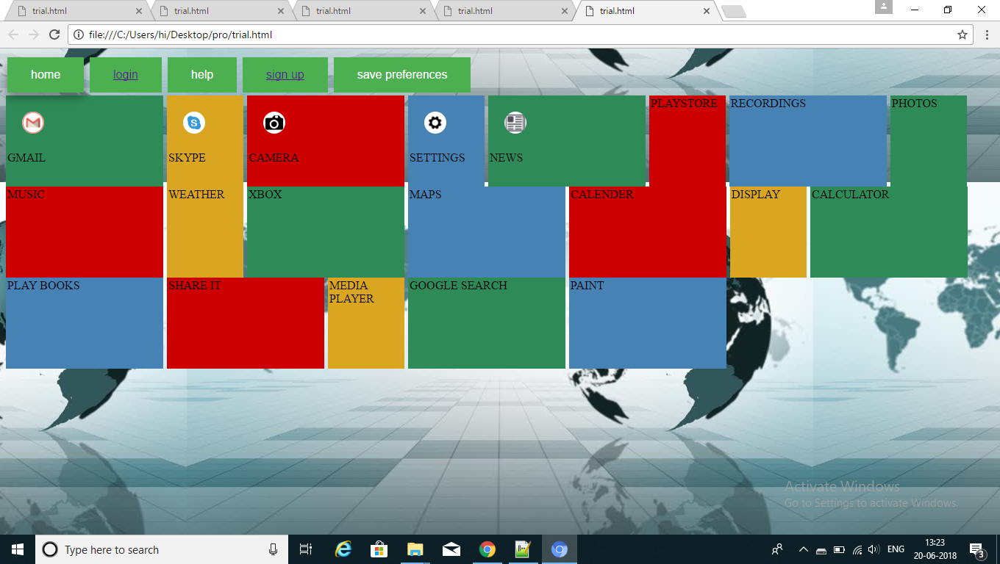 trial.html trial.html trial.html trial.html trial.html
file:///C:/Users/hi/Desktop/pro/trial.html
home login help sign up save preferences
PLAYSTORE RECORDINGS PHOTOS
GMAIL SKYPE CAMERA SETTINGS NEWS
MUSIC WEATHER XBOX MAPS CALENDER DISPLAY CALCULATOR
PLAY BOOKS SHARE IT MEDIA GOOGLE SEARCH PAINT
PLAYER
Activate Windows
Go to Settings to activate Windows.
Type here to search
ENG 13:23
20-06-2018
3